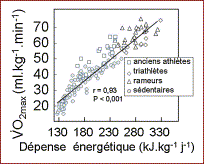 V̇O2max (ml.kg-1.min-1)
70
60
50
40
30
20
anciens athlètes
triathlètes
rameurs
sédentaires
r = 0,93
P < 0,001
130 180 230 280 330
Dépense énergétique (kJ.kg-1 j-1)